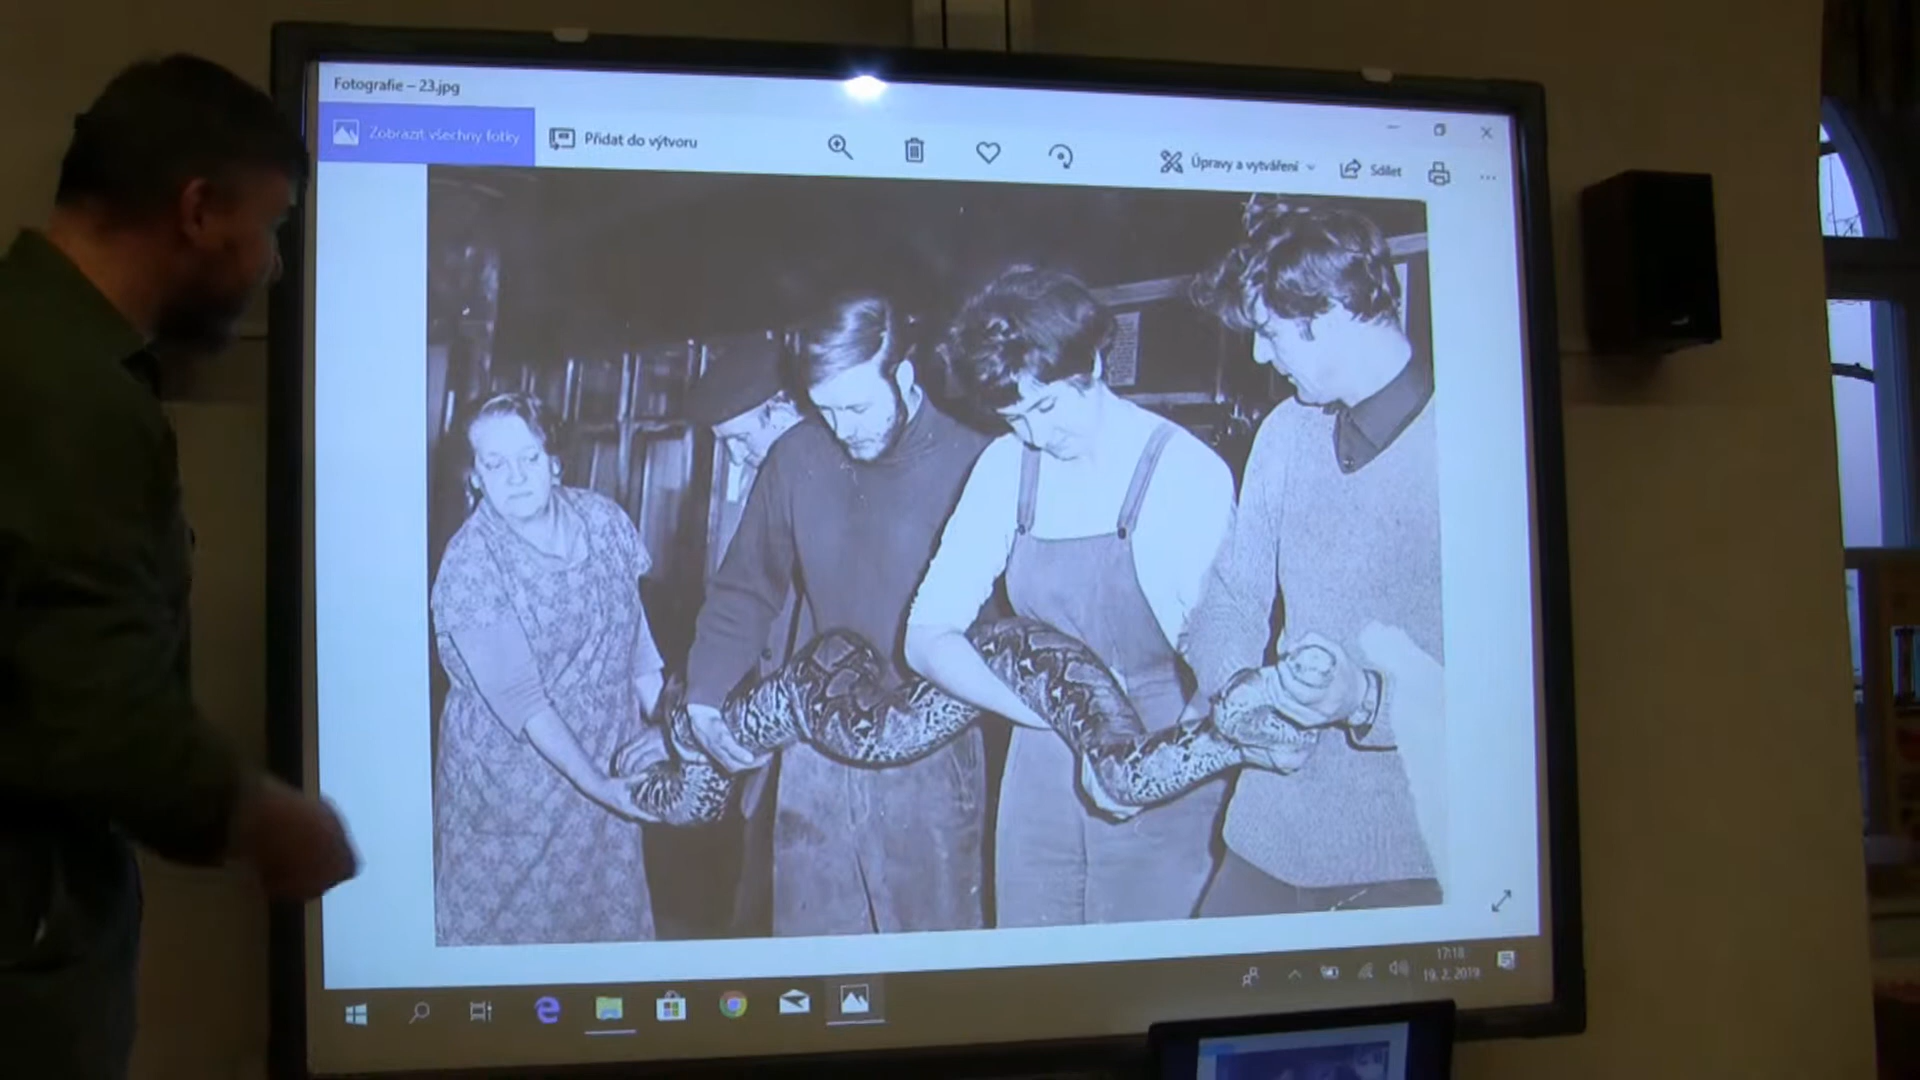 Fotografie – 23.jpg
Zobrazit všechny fotky
Přidat do výtvoru
Úpravy a vytváření
Sdílet
17:18
19. 2. 2019